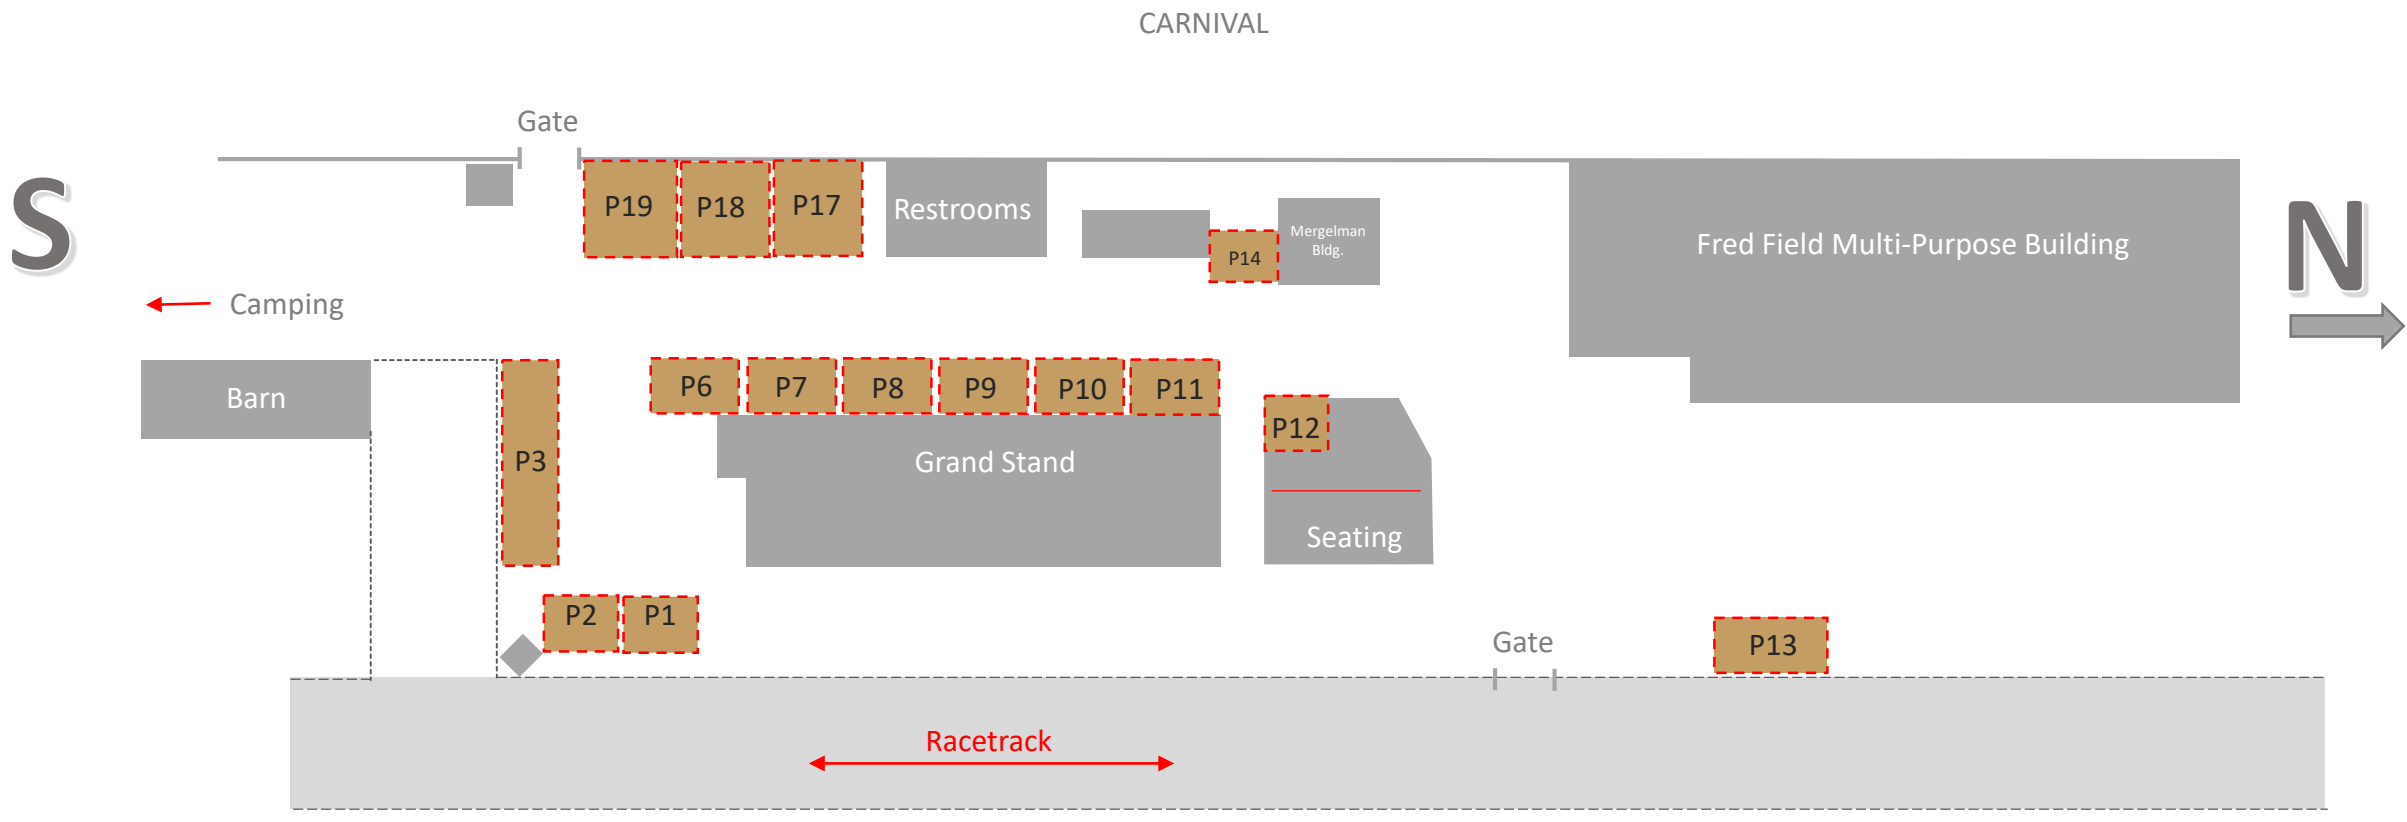 CARNIVAL
Gate
S
P19
P18
P17
Restrooms
P14
Mergelman
Bldg.
Fred Field Multi-Purpose Building
N
Camping
Barn
P3
P6
P7
P8
P9
P10
P11
P12
Grand Stand
Seating
P2
P1
Gate
P13
Racetrack